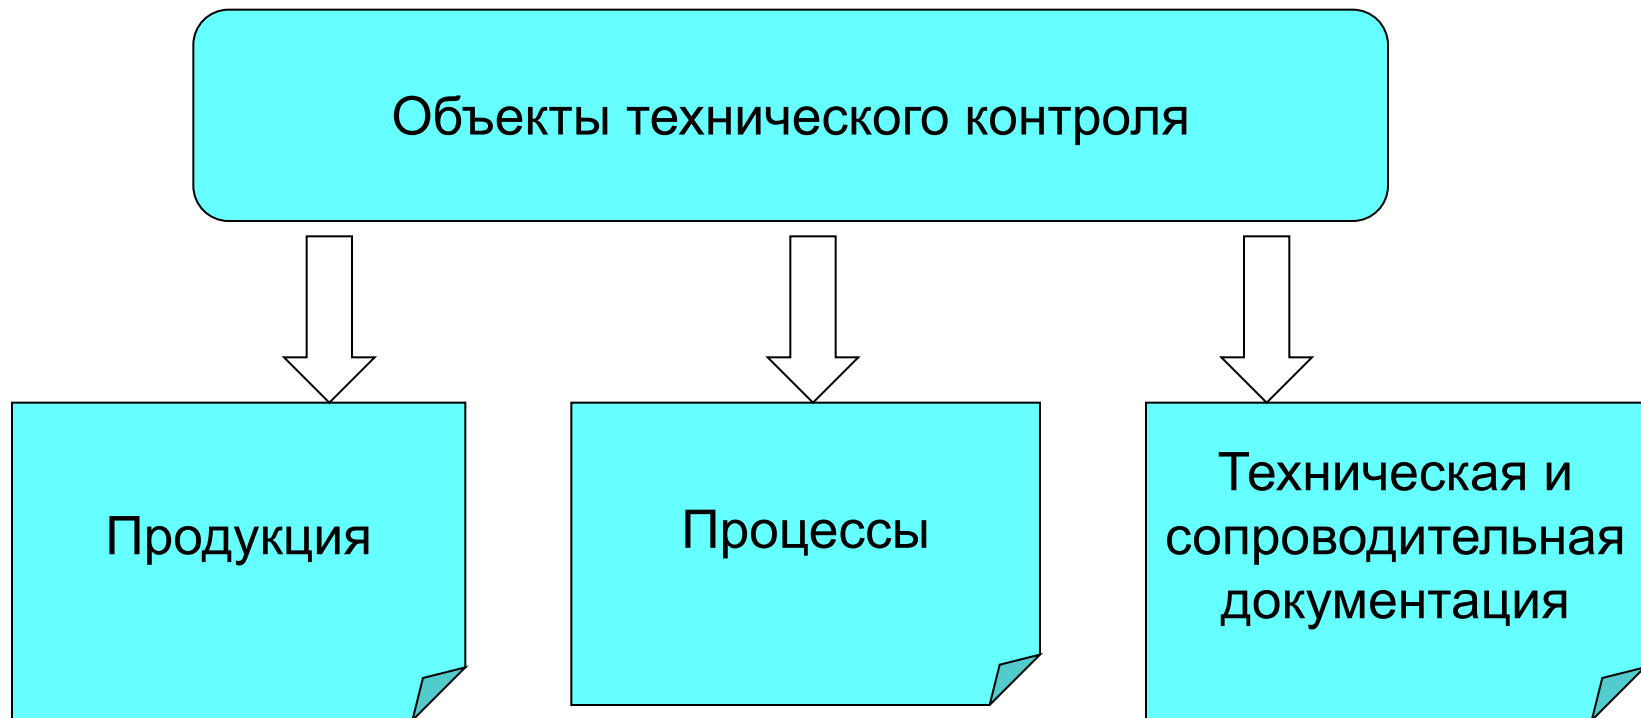 Объекты технического контроля
Продукция
Процессы
Техническая и
сопроводительная
документация